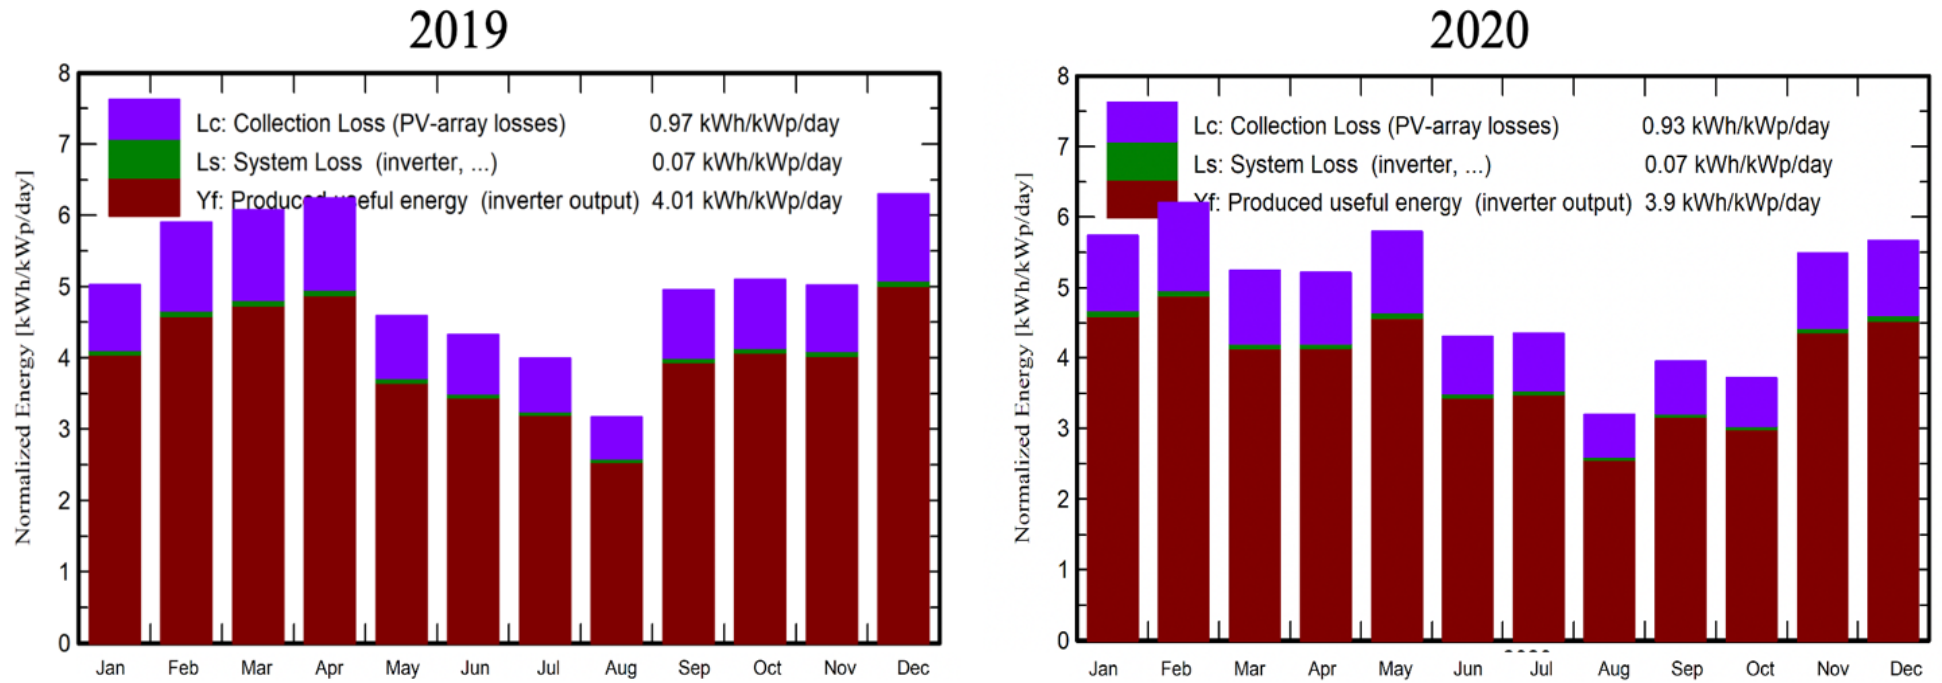 2019
Normalized Energy [kWh/kWp/day]
8
7
6
5
4
3
2
1
0
Lc: Collection Loss (PV-array losses) 0.97 kWh/kWp/day
Ls: System Loss (inverter, ...) 0.07 kWh/kWp/day
Yf: Produced useful energy (inverter output) 4.01 kWh/kWp/day
Jan Feb Mar Apr May Jun Jul Aug Sep Oct Nov Dec
2020
Normalized Energy [kWh/kWp/day]
8
7
6
5
4
3
2
1
0
Lc: Collection Loss (PV-array losses) 0.93 kWh/kWp/day
Ls: System Loss (inverter, ...) 0.07 kWh/kWp/day
Yf: Produced useful energy (inverter output) 3.9 kWh/kWp/day
Jan Feb Mar Apr May Jun Jul Aug Sep Oct Nov Dec